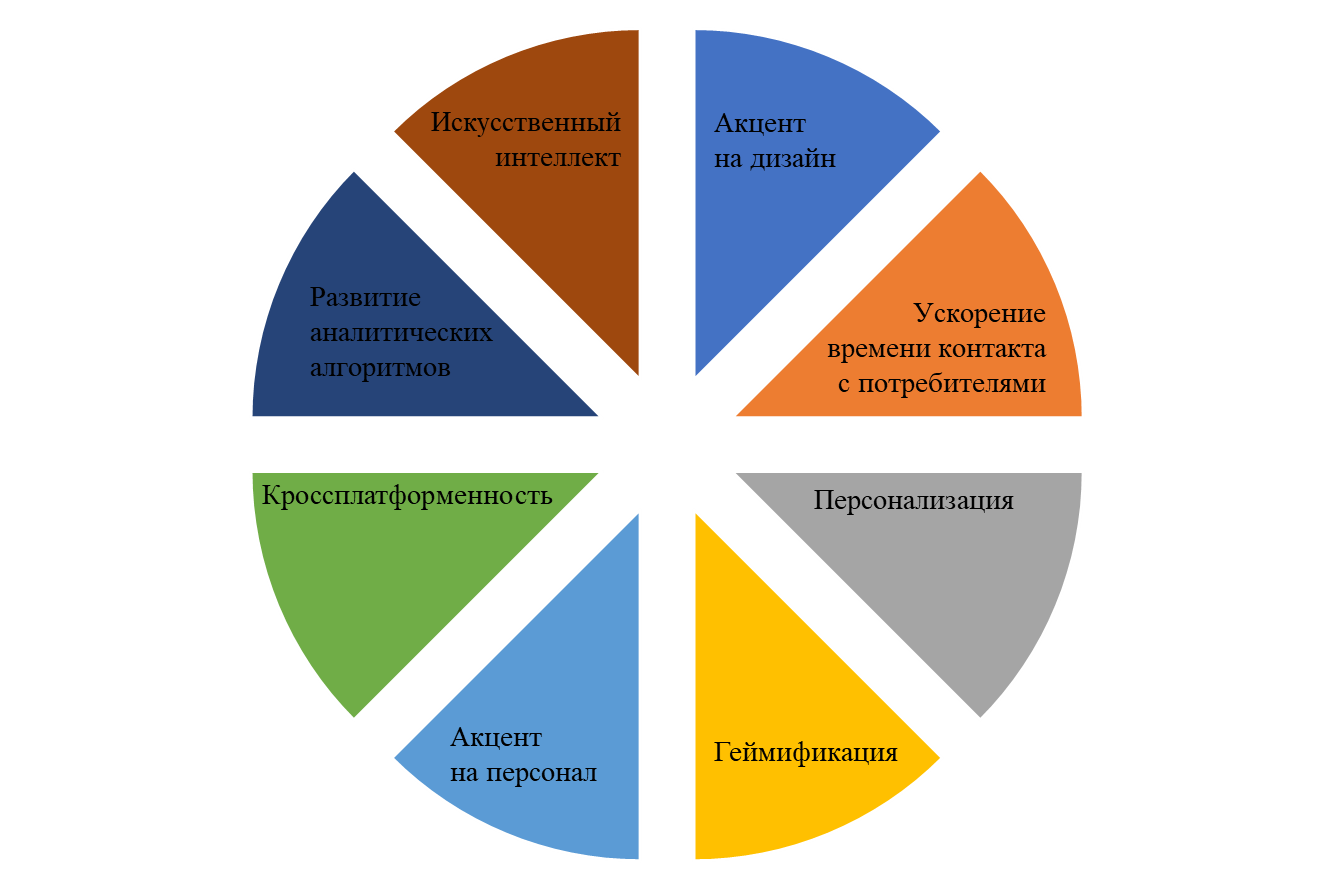 Искусственный
интеллект
Акцент
на дизайн
Развитие
аналитических
алгоритмов
Ускорение
времени контакта
с потребителями
Кроссплатформенность
Персонализация
Акцент
на персонал
Геймификация